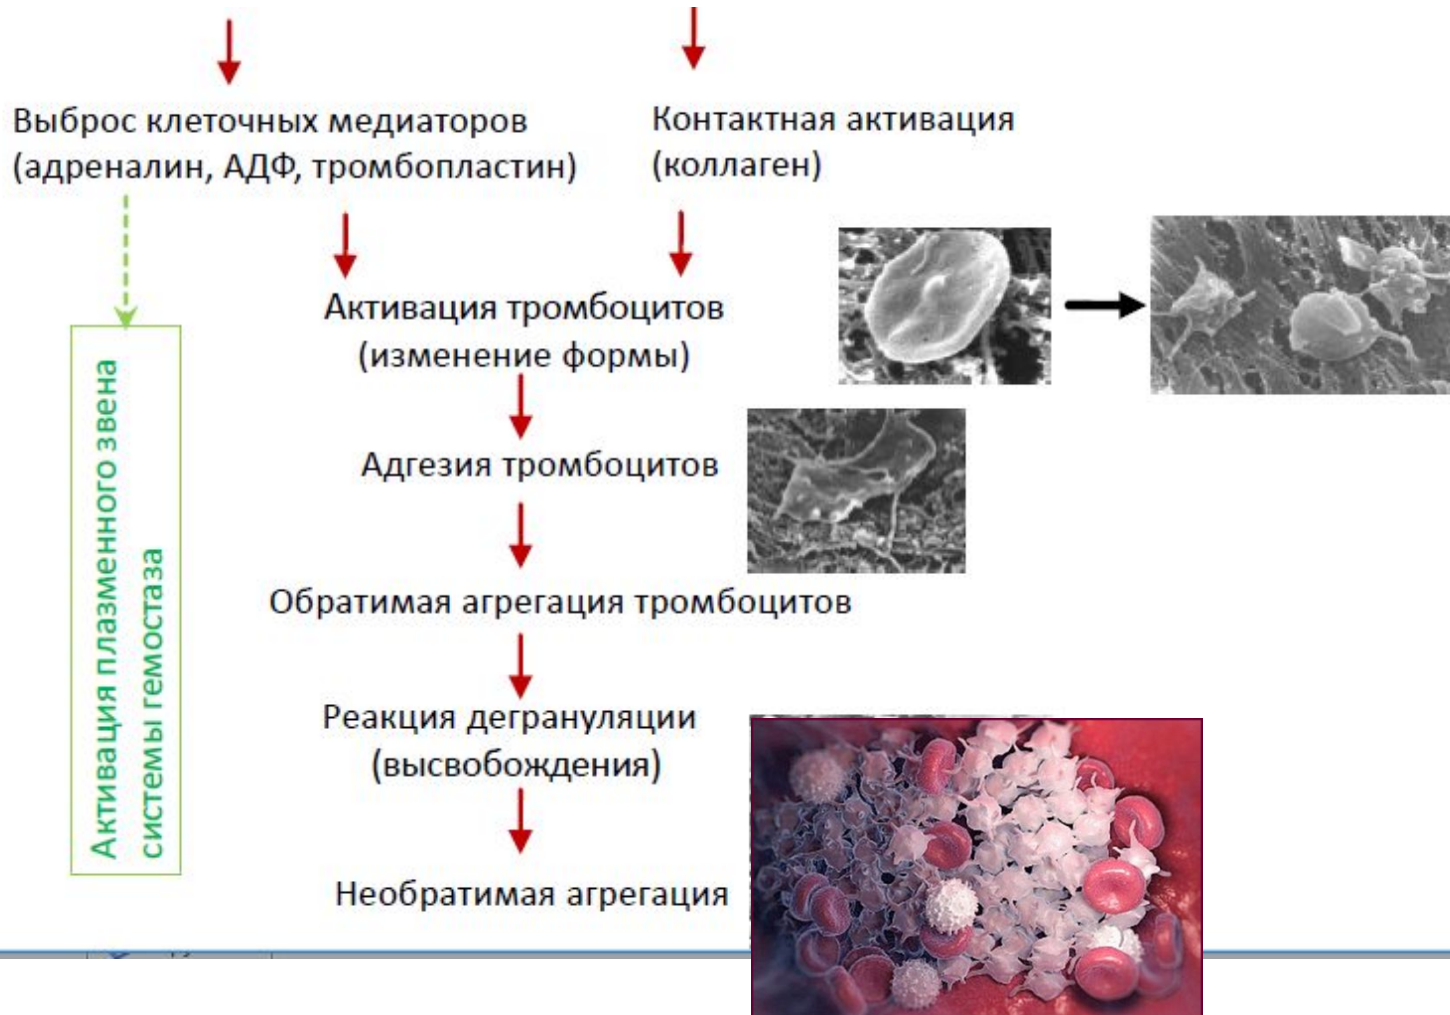 Выброс клеточных медиаторов
(адреналин, АДФ, тромбопластин)
Контактная активация
(коллаген)
Активация тромбоцитов
(изменение формы)
Адгезия тромбоцитов
Обратимая агрегация тромбоцитов
Реакция дегрануляции
(высвобождения)
Необратимая агрегация
Активация плазменного звена
системы гемостаза